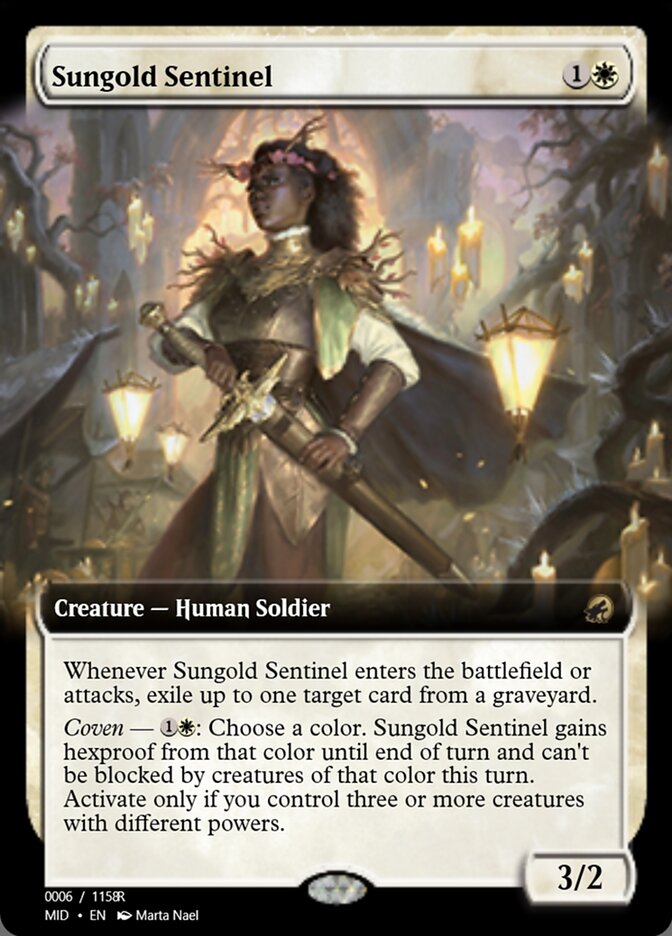 Sungold Sentinel 1
Creature — Human Soldier
Whenever Sungold Sentinel enters the battlefield or
attacks, exile up to one target card from a graveyard.
Coven — 1: Choose a color. Sungold Sentinel gains
hexproof from that color until end of turn and can't
be blocked by creatures of that color this turn.
Activate only if you control three or more creatures
with different powers.
3/2
0006 / 1158R
MID • EN Marta Nael